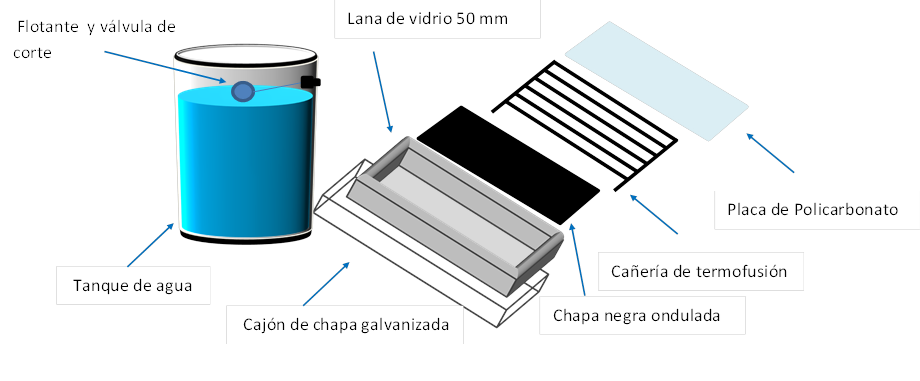 Flotante y válvula de
corte
Lana de vidrio 50 mm
Placa de Policarbonato
Cañería de termofusión
Tanque de agua
Chapa negra ondulada
Cajón de chapa galvanizada